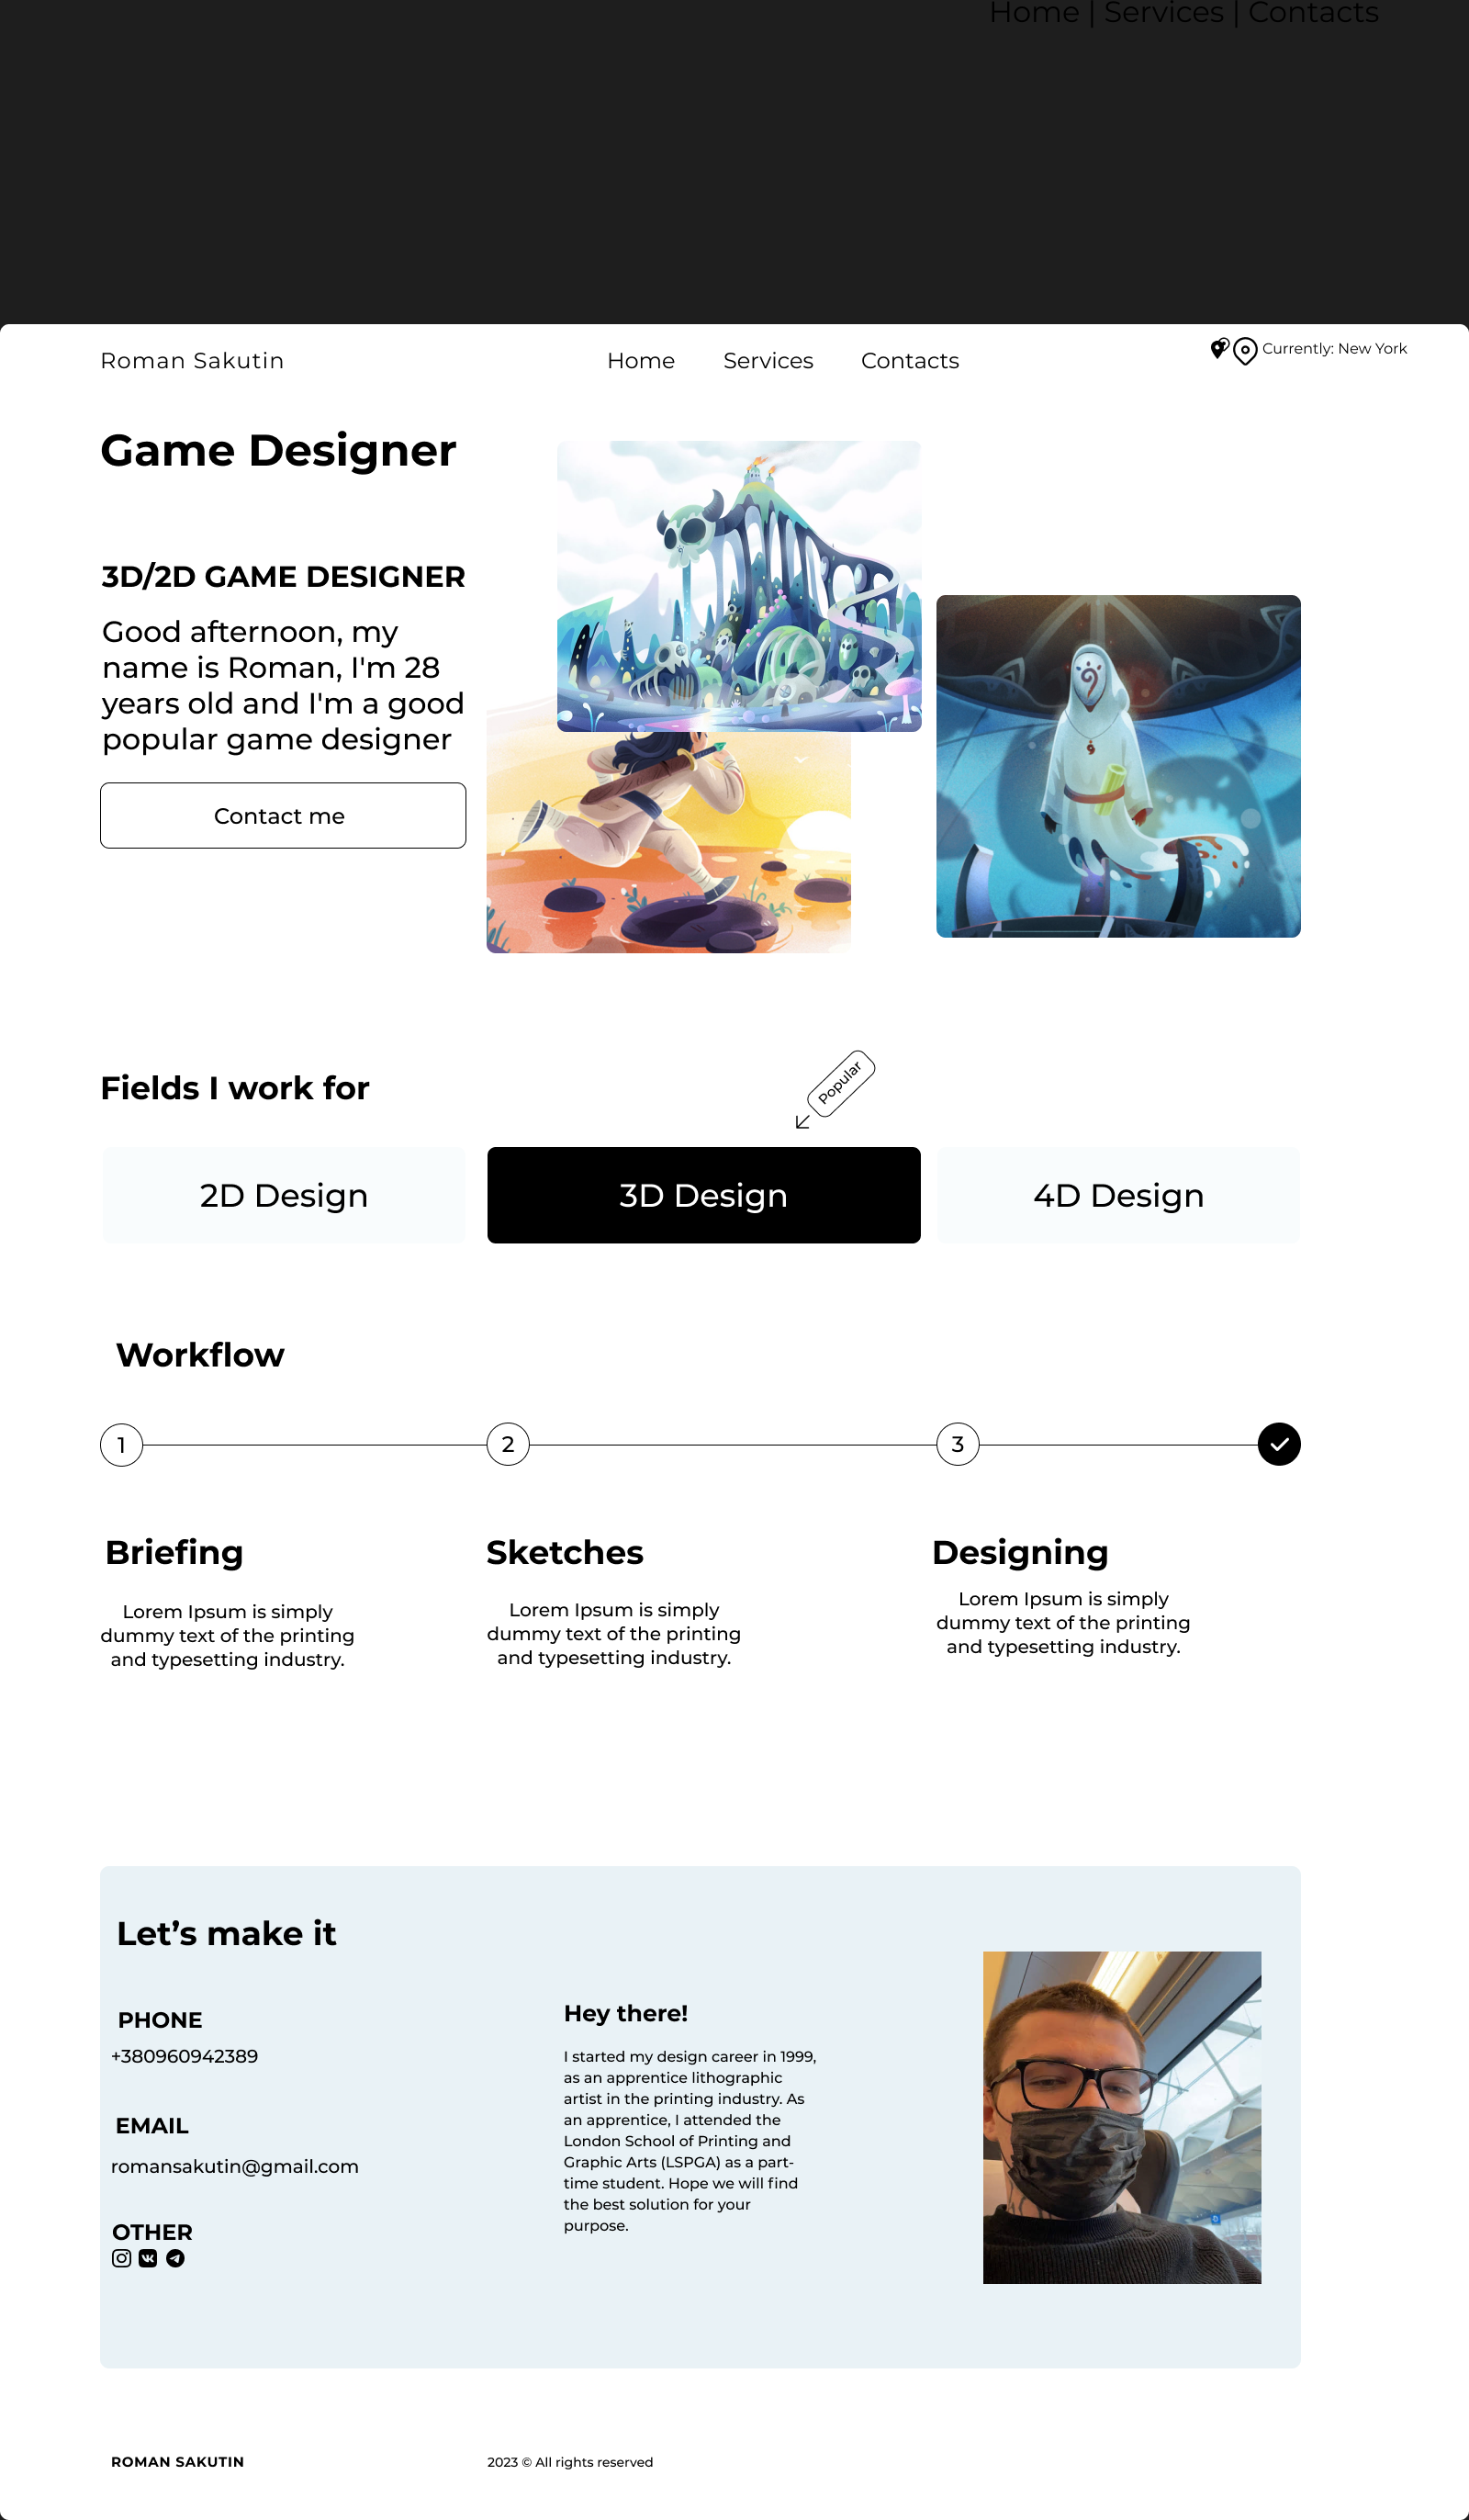 Home | Services | Contacts
Roman Sakutin
Home
Services
Contacts
Currently: New York
Game Designer
3D/2D GAME DESIGNER
Good afternoon, my
name is Roman, I'm 28
years old and I'm a good
popular game designer
Contact me
Fields I work for
Popular
2D Design
3D Design
4D Design
Workflow
1
2
3
Briefing
Lorem Ipsum is simply
dummy text of the printing
and typesetting industry.
Sketches
Lorem Ipsum is simply
dummy text of the printing
and typesetting industry.
Designing
Lorem Ipsum is simply
dummy text of the printing
and typesetting industry.
Let’s make it
PHONE
+380960942389
EMAIL
romansakutin@gmail.com
OTHER
Hey there!
I started my design career in 1999,
as an apprentice lithographic
artist in the printing industry. As
an apprentice, I attended the
London School of Printing and
Graphic Arts (LSPGA) as a part-
time student. Hope we will find
the best solution for your
purpose.
ROMAN SAKUTIN
2023 © All rights reserved